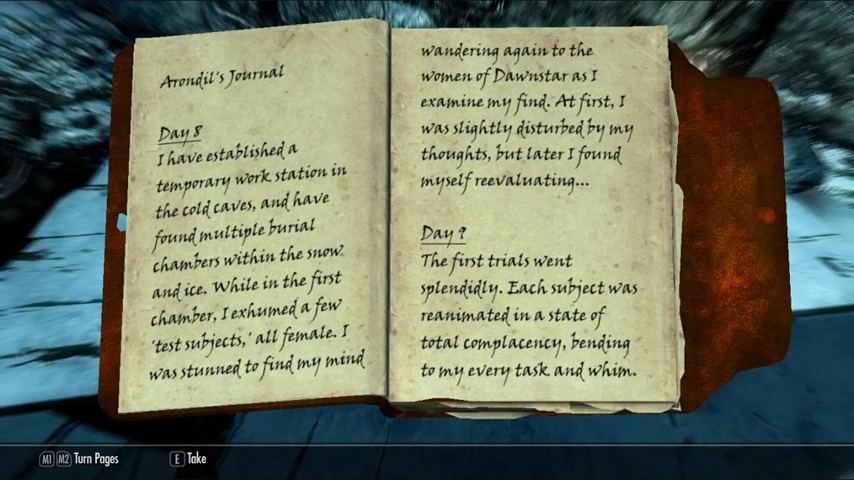 Arondil's Journal
Day 8
I have established a
temporary work station in
the cold caves, and have
found multiple burial
chambers within the snow
and ice. While in the first
chamber, I exhumed a few
'test subjects,' all female. I
was stunned to find my mind
wandering again to the
women of Dawnstar as I
examine my find. At first, I
was slightly disturbed by my
thoughts, but later I found
myself reevaluating...
Day ?
The first trials went
splendidly. Each subject was
reanimated in a state of
total complacency, bending
to my every task and whim.
M1 M2 Turn Pages
E Take